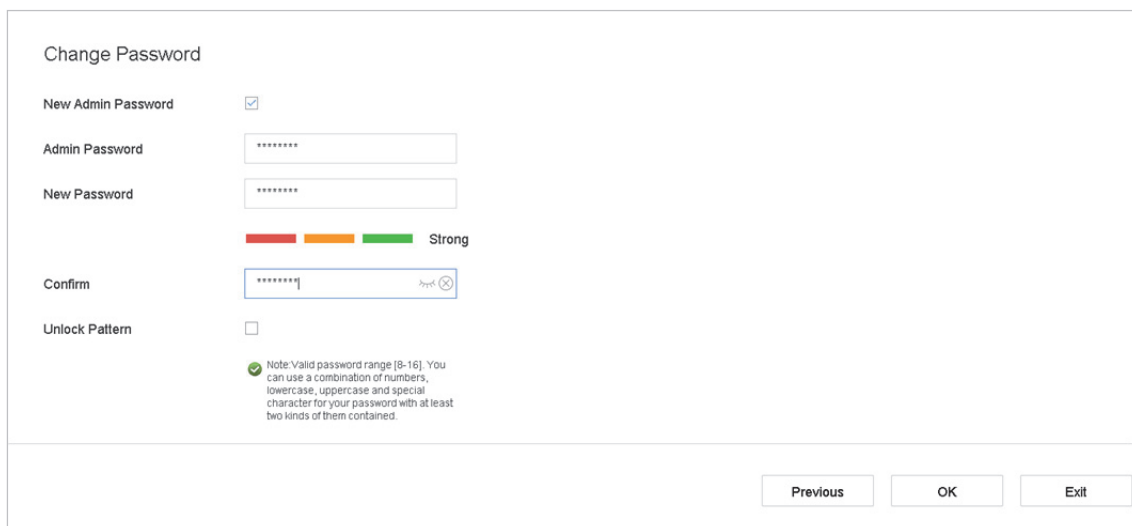 Change Password
New Admin Password
Admin Password ********
New Password ********
Strong
Confirm ********
Unlock Pattern
Note:Valid password range [8-16]. You
can use a combination of numbers,
lowercase, uppercase and special
character for your password with at least
two kinds of them contained.
Previous OK Exit